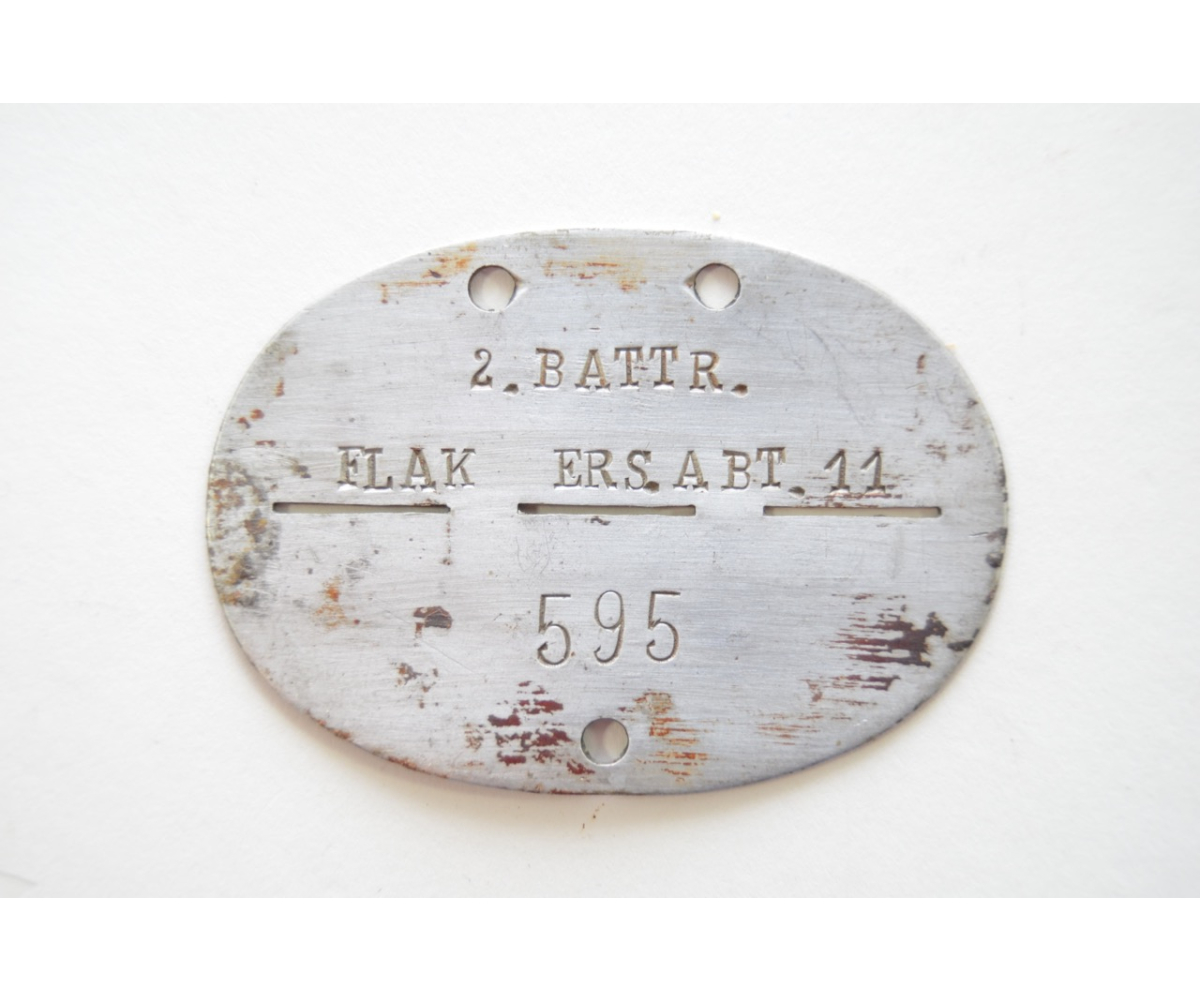 2.BATTR.
FLAK ERS.ABT.11
595